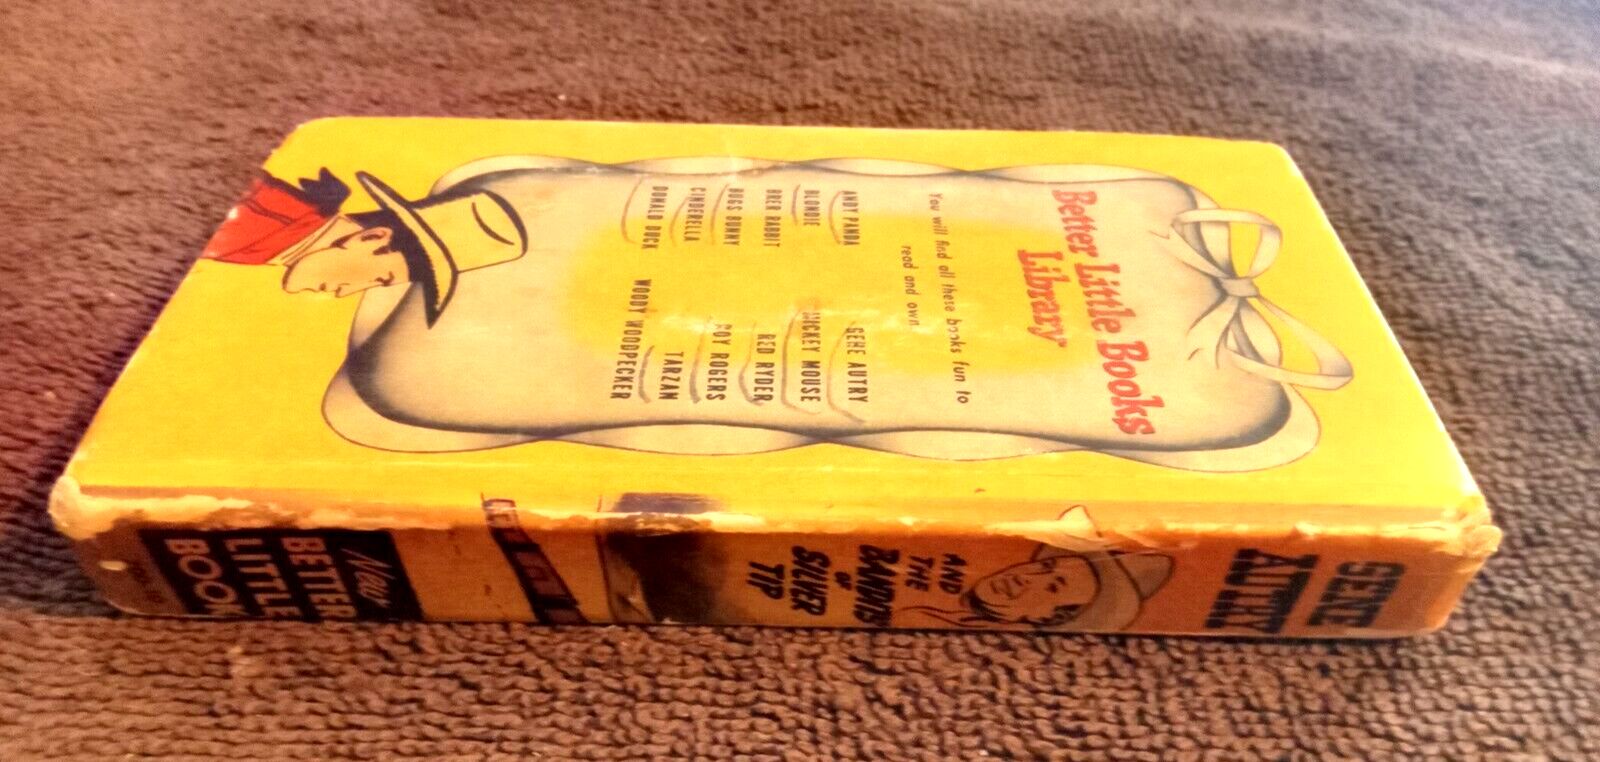 Better Little Books
Library
You will find all these books fun to
read and own.
ANDY PANDA
BLONDIE
BRER RABBIT
BUGS BUNNY
CINDERELLA
DONALD DUCK
GENE AUTRY
MICKEY MOUSE
RED RYDER
ROY ROGERS
TARZAN
WOODY WOODPECKER
GENE
AUTRY
AND THE
BANDITS
OF
SILVER
TIP
New
BETTER
LITTLE
BOOK